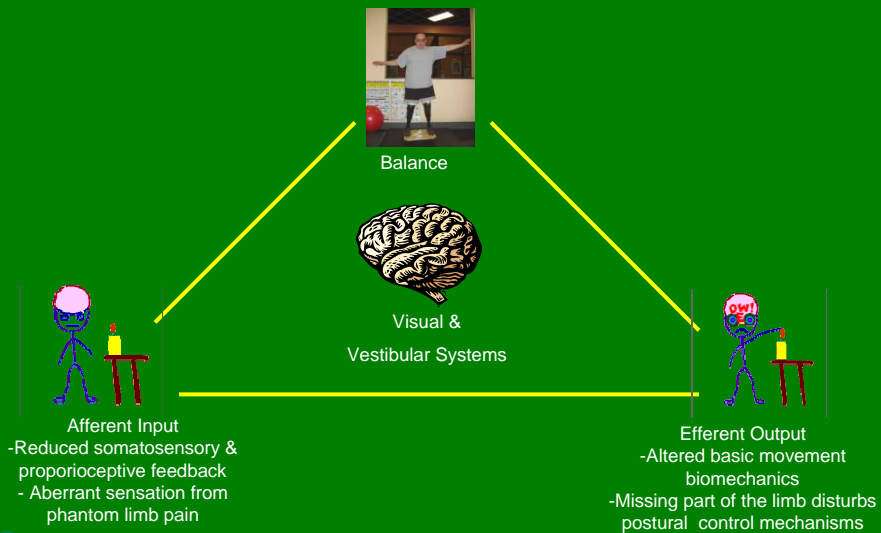 Balance
Visual &
Vestibular Systems
OW!
Afferent Input
-Reduced somatosensory &
proporioceptive feedback
- Aberrant sensation from
phantom limb pain
Efferent Output
-Altered basic movement
biomechanics
-Missing part of the limb disturbs
postural control mechanisms